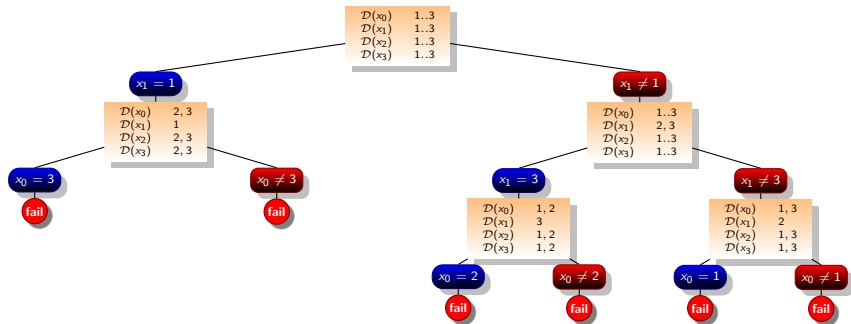 𝒟(x₀) 1..3
𝒟(x₁) 1..3
𝒟(x₂) 1..3
𝒟(x₃) 1..3
x₁ = 1
x₁ ≠ 1
𝒟(x₀) 2, 3
𝒟(x₁) 1
𝒟(x₂) 2, 3
𝒟(x₃) 2, 3
𝒟(x₀) 1..3
𝒟(x₁) 2, 3
𝒟(x₂) 1..3
𝒟(x₃) 1..3
x₀ = 3
x₀ ≠ 3
x₁ = 3
x₁ ≠ 3
fail
fail
𝒟(x₀) 1, 2
𝒟(x₁) 3
𝒟(x₂) 1, 2
𝒟(x₃) 1, 2
𝒟(x₀) 1, 3
𝒟(x₁) 2
𝒟(x₂) 1, 3
𝒟(x₃) 1, 3
x₀ = 2
x₀ ≠ 2
x₀ = 1
x₀ ≠ 1
fail
fail
fail
fail